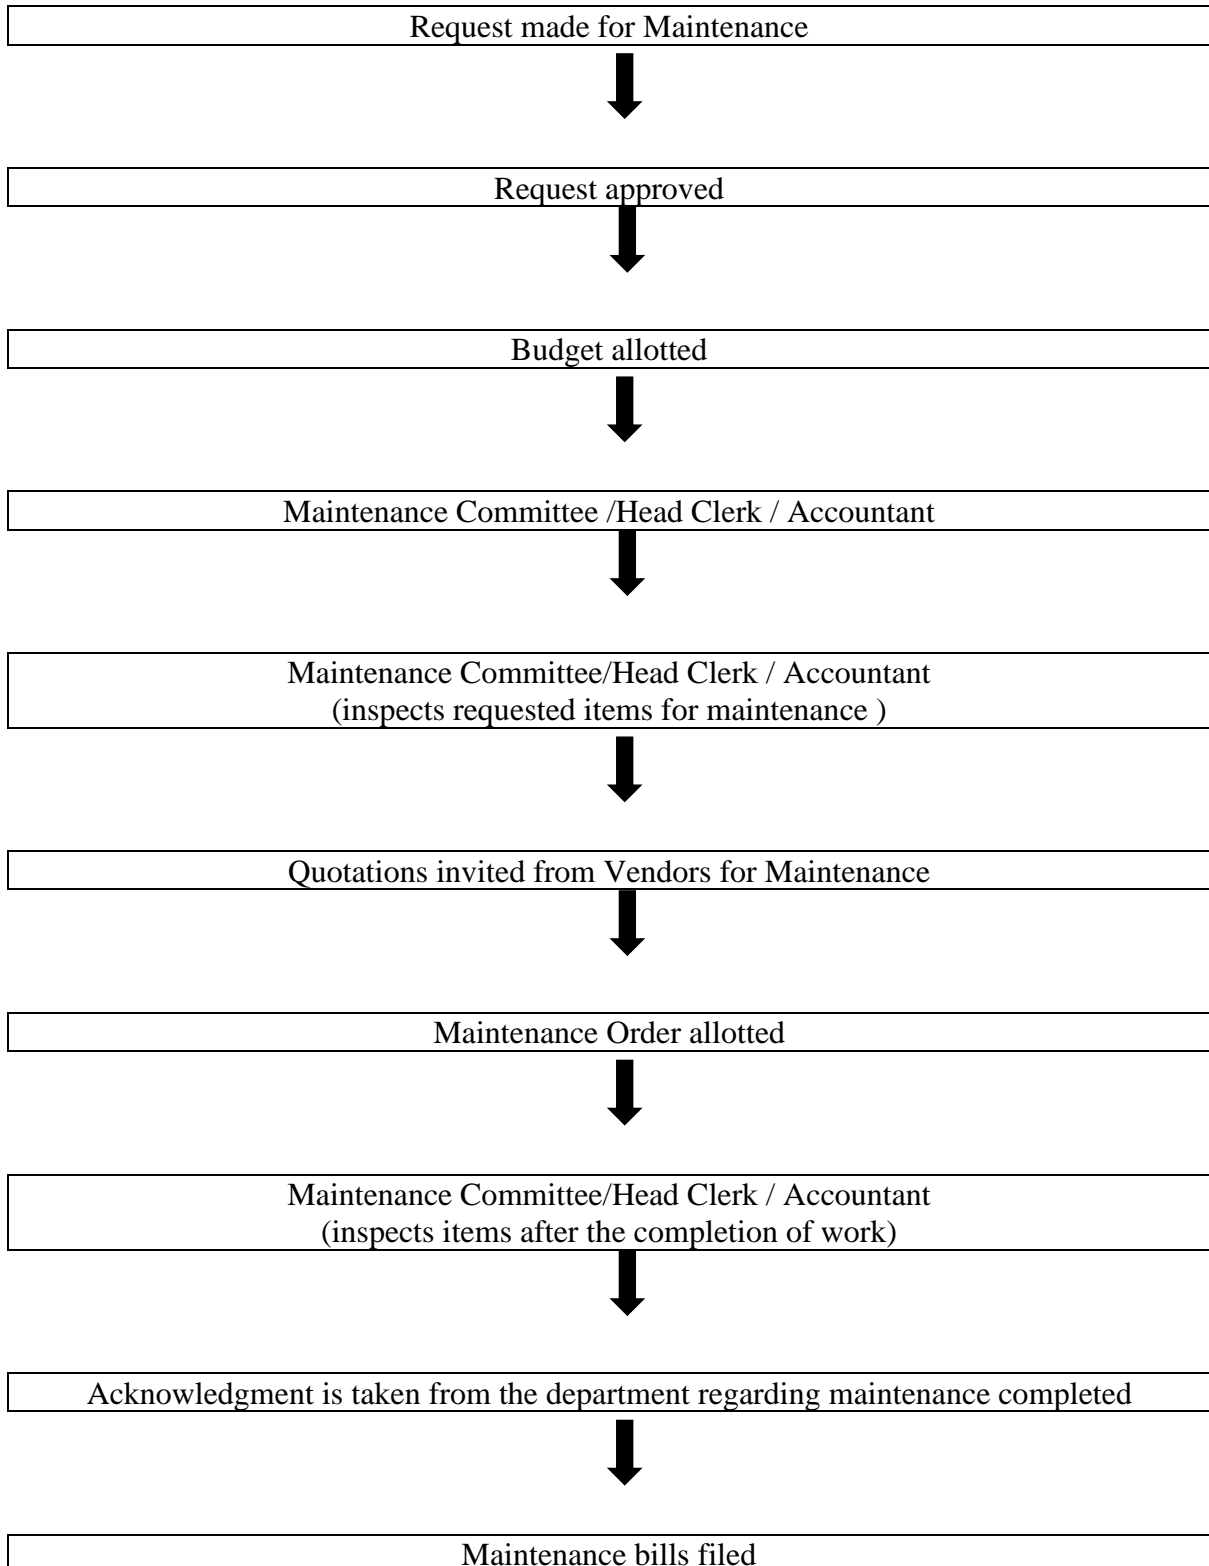 Request made for Maintenance
Request approved
Budget allotted
Maintenance Committee /Head Clerk / Accountant
Maintenance Committee/Head Clerk / Accountant
(inspects requested items for maintenance )
Quotations invited from Vendors for Maintenance
Maintenance Order allotted
Maintenance Committee/Head Clerk / Accountant
(inspects items after the completion of work)
Acknowledgment is taken from the department regarding maintenance completed
Maintenance bills filed